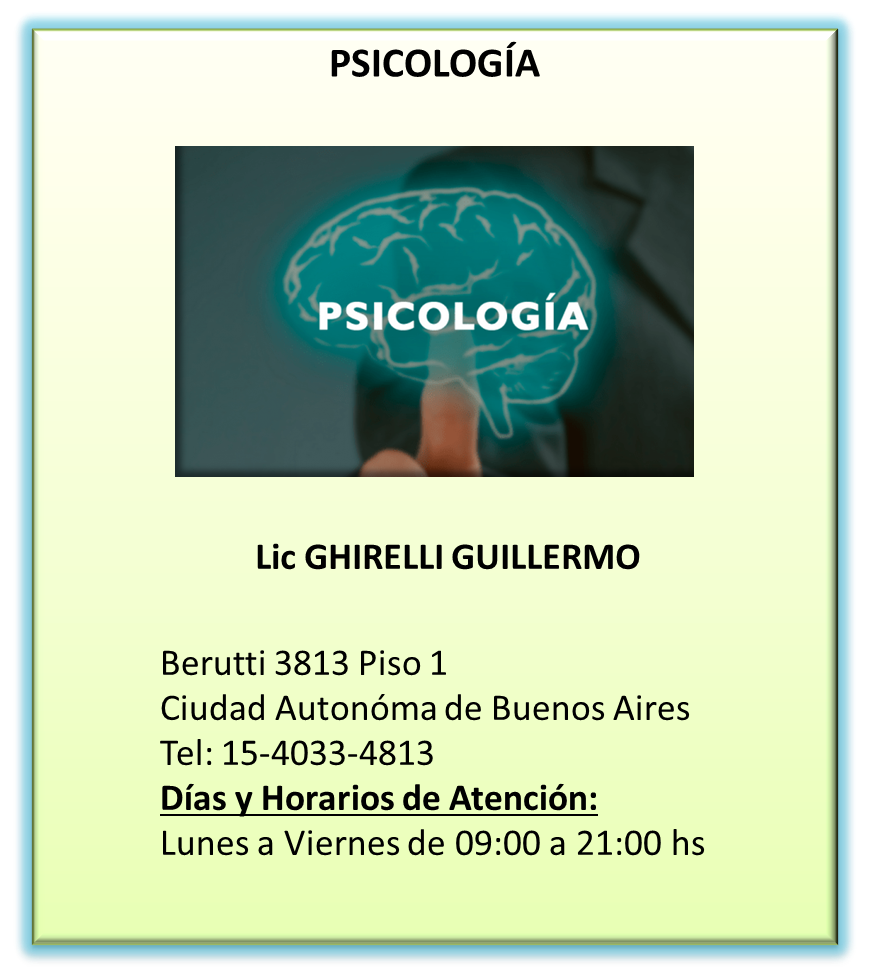 PSICOLOGÍA
PSICOLOGÍA
Lic GHIRELLI GUILLERMO
Berutti 3813 Piso 1
Ciudad Autonóma de Buenos Aires
Tel: 15-4033-4813
Días y Horarios de Atención:
Lunes a Viernes de 09:00 a 21:00 hs